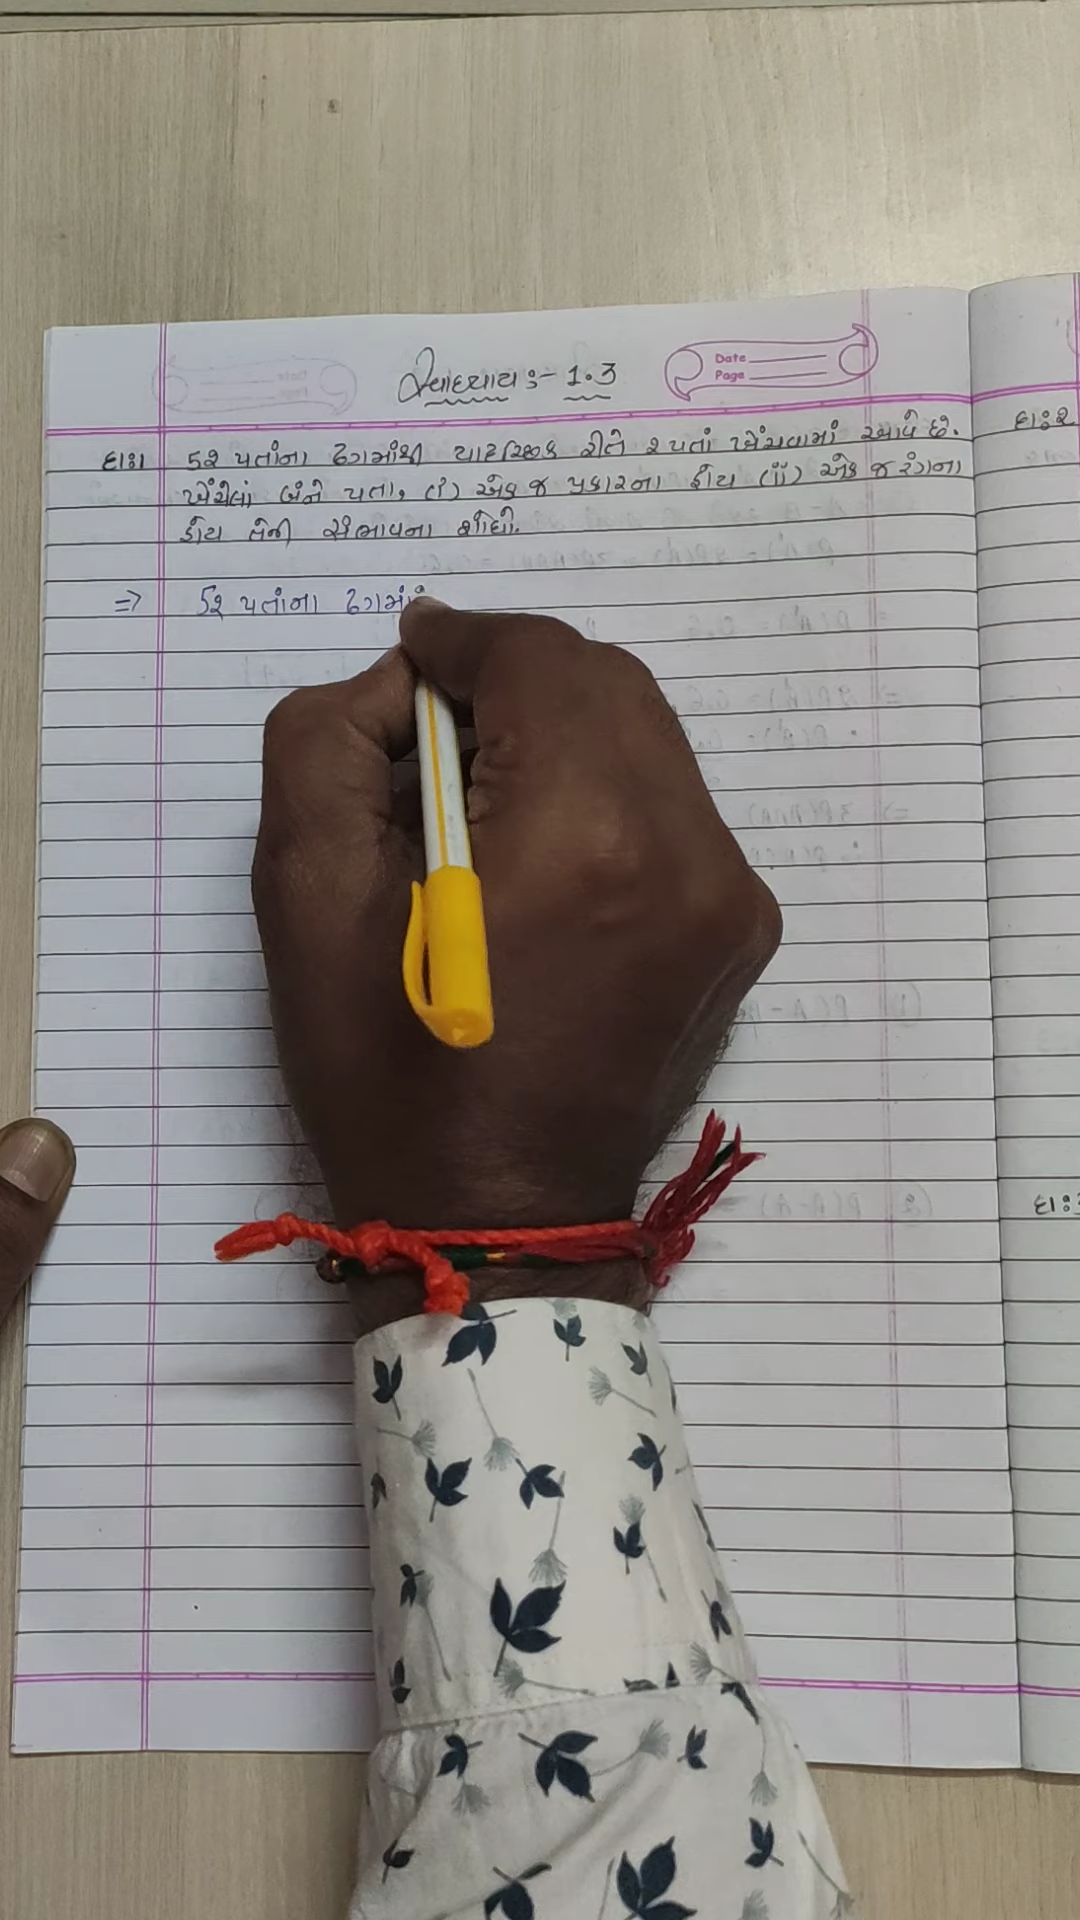 સ્વાધ્યાય :- 1.3
Date
Page
દા:1 52 પતાંના ઢગમાંથી યાદચ્છિક રીતે 2 પતાં ખેંચવામાં આવે છે.
ખેંચેલાં બંને પતા, (i) એક જ પ્રકારના હોય (ii) એક જ રંગના
હોય તેની સંભાવના શોધો.
⇒ 52 પતાંના ઢગમાં
દા:2